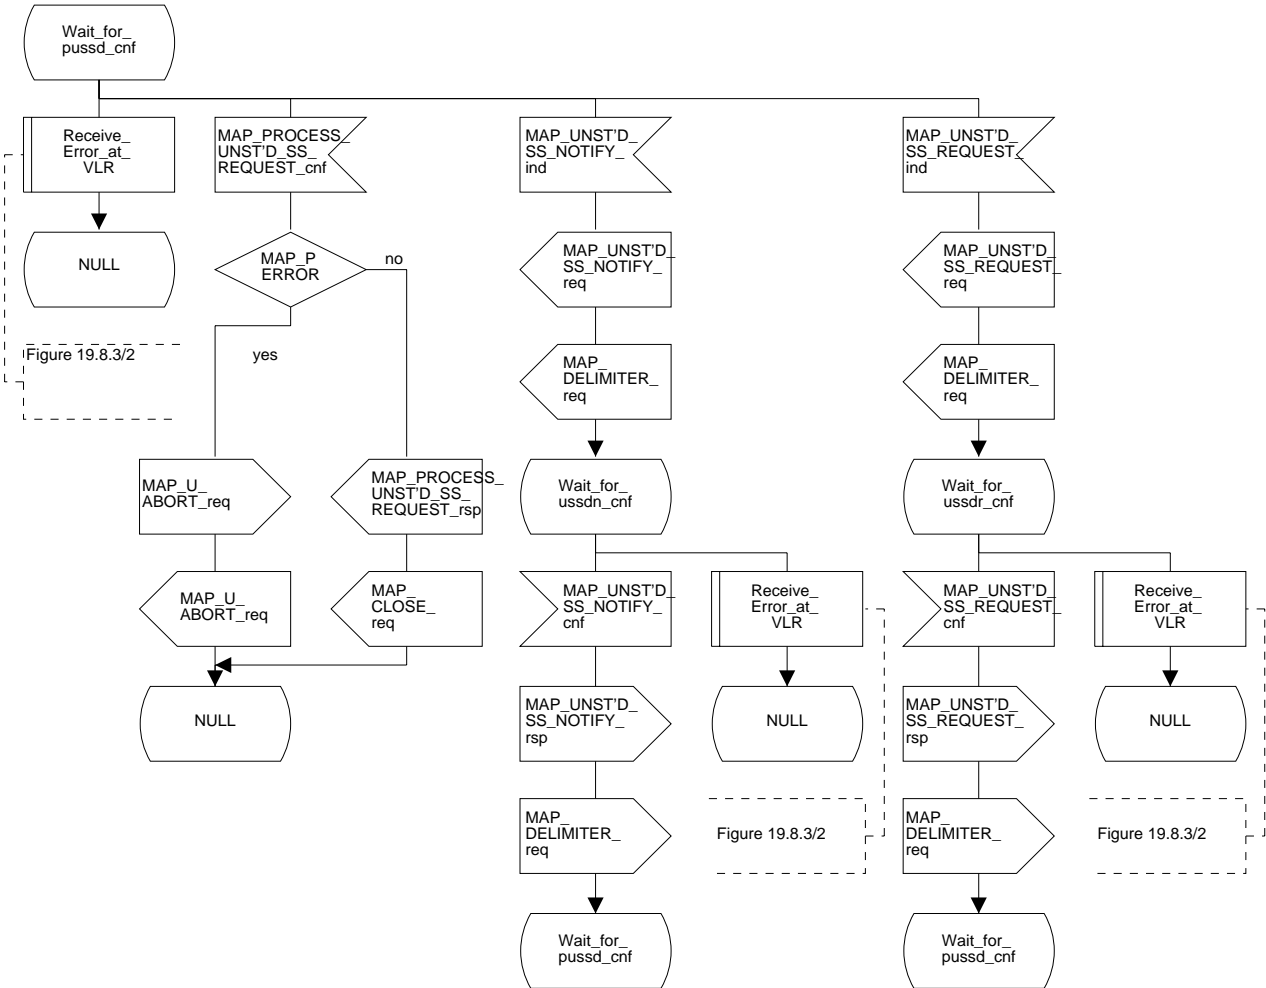 Wait_for_
pussd_cnf
Receive_
Error_at_
VLR
MAP_PROCESS_
UNST'D_SS_
REQUEST_cnf
MAP_UNST'D_
SS_NOTIFY_
ind
MAP_UNST'D_
SS_REQUEST_
ind
NULL
MAP_P
ERROR
no
MAP_UNST'D_
SS_NOTIFY_
req
MAP_UNST'D_
SS_REQUEST_
req
Figure 19.8.3/2
yes
MAP_
DELIMITER_
req
MAP_
DELIMITER_
req
MAP_U_
ABORT_req
MAP_PROCESS_
UNST'D_SS_
REQUEST_rsp
Wait_for_
ussdn_cnf
Wait_for_
ussdr_cnf
MAP_U_
ABORT_req
MAP_
CLOSE_
req
MAP_UNST'D_
SS_NOTIFY_
cnf
Receive_
Error_at_
VLR
MAP_UNST'D_
SS_REQUEST_
cnf
Receive_
Error_at_
VLR
NULL
MAP_UNST'D_
SS_NOTIFY_
rsp
NULL
MAP_UNST'D_
SS_REQUEST_
rsp
NULL
MAP_
DELIMITER_
req
Figure 19.8.3/2
MAP_
DELIMITER_
req
Figure 19.8.3/2
Wait_for_
pussd_cnf
Wait_for_
pussd_cnf